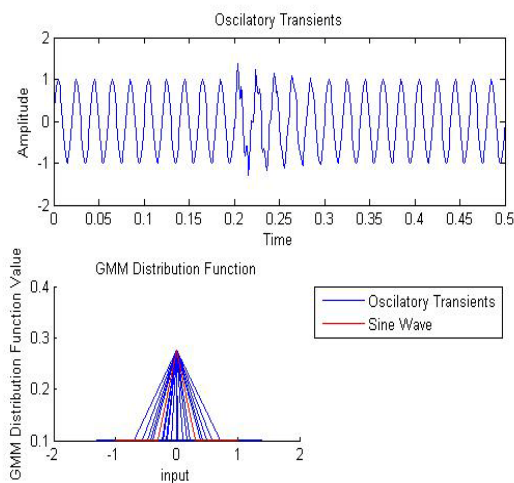 Oscilatory Transients
2
1
0
-1
-2
Amplitude
0 0.05 0.1 0.15 0.2 0.25 0.3 0.35 0.4 0.45 0.5
Time
GMM Distribution Function
0.4
0.3
0.2
0.1
GMM Distribution Function Value
-2 -1 0 1 2
input
Oscilatory Transients
Sine Wave